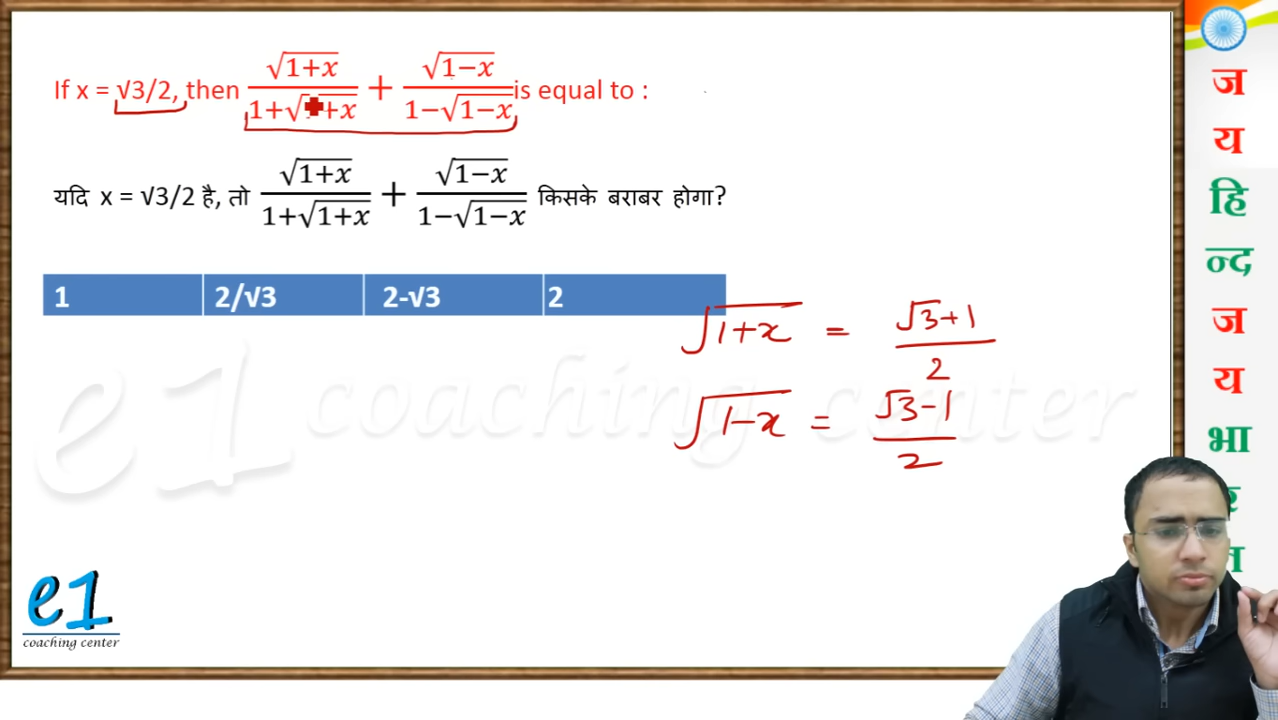 If x = √3/2, then √1+x / 1+√1+x + √1−x / 1−√1−x is equal to :
यदि x = √3/2 है, तो √1+x / 1+√1+x + √1−x / 1−√1−x किसके बराबर होगा?
1 2/√3 2-√3 2
√1+x = √3+1 / 2
√1-x = √3-1 / 2
e1 coaching center
e1
coaching center
ज
य
हि
न्द
ज
य
भा
र
त